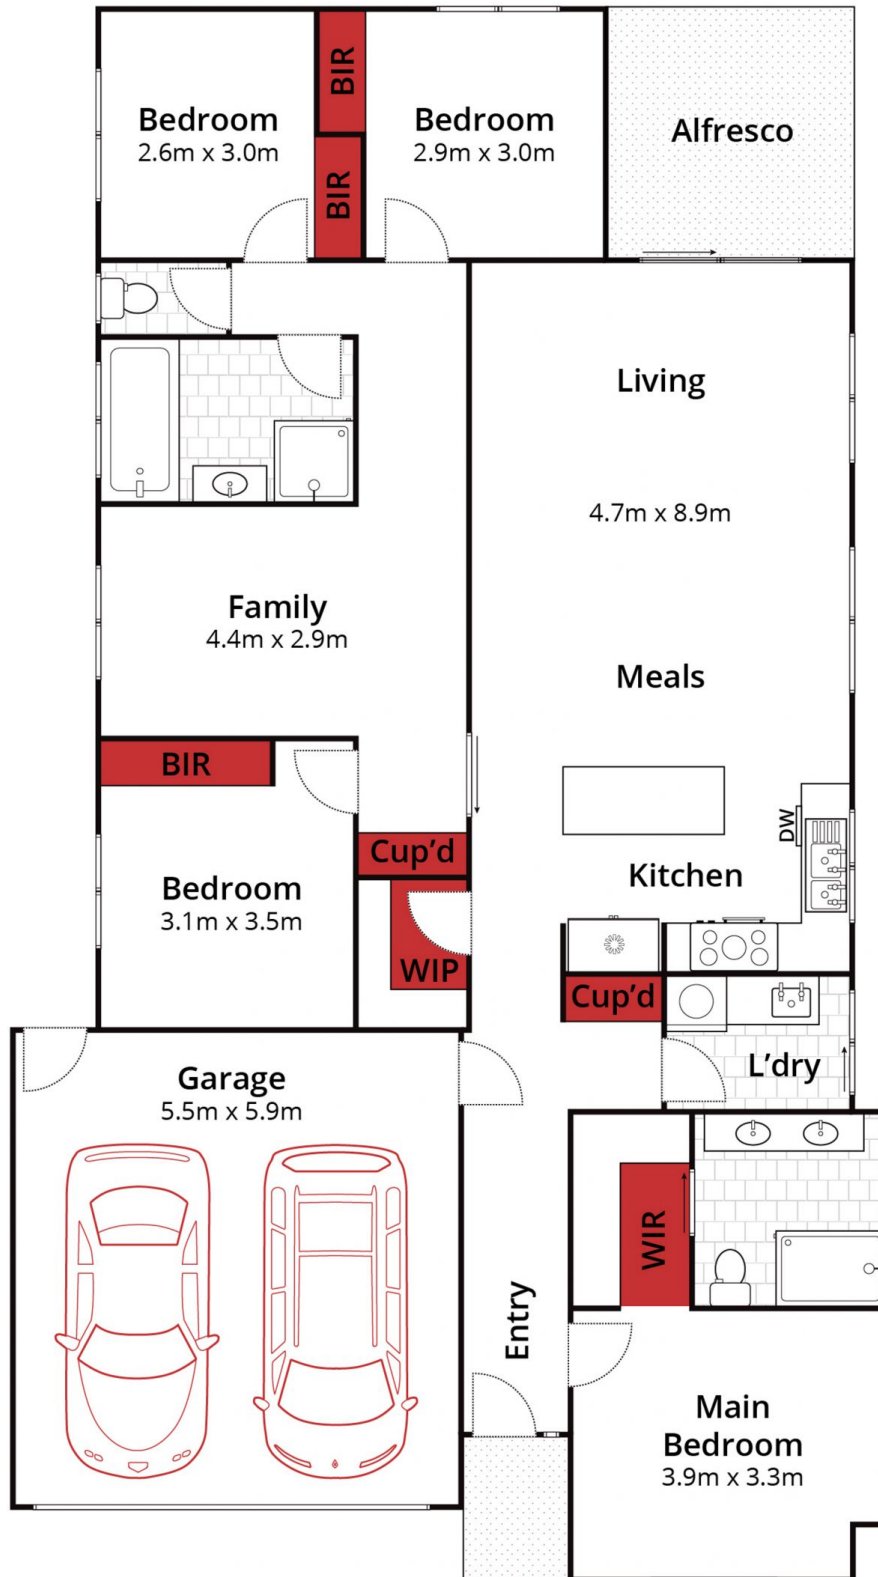 Bedroom
2.6m x 3.0m
BIR
BIR
Bedroom
2.9m x 3.0m
Alfresco
Living
4.7m x 8.9m
Family
4.4m x 2.9m
Meals
BIR
Bedroom
3.1m x 3.5m
Cup'd
WIP
DW
Kitchen
Cup'd
L'dry
Garage
5.5m x 5.9m
WIR
Entry
Main
Bedroom
3.9m x 3.3m